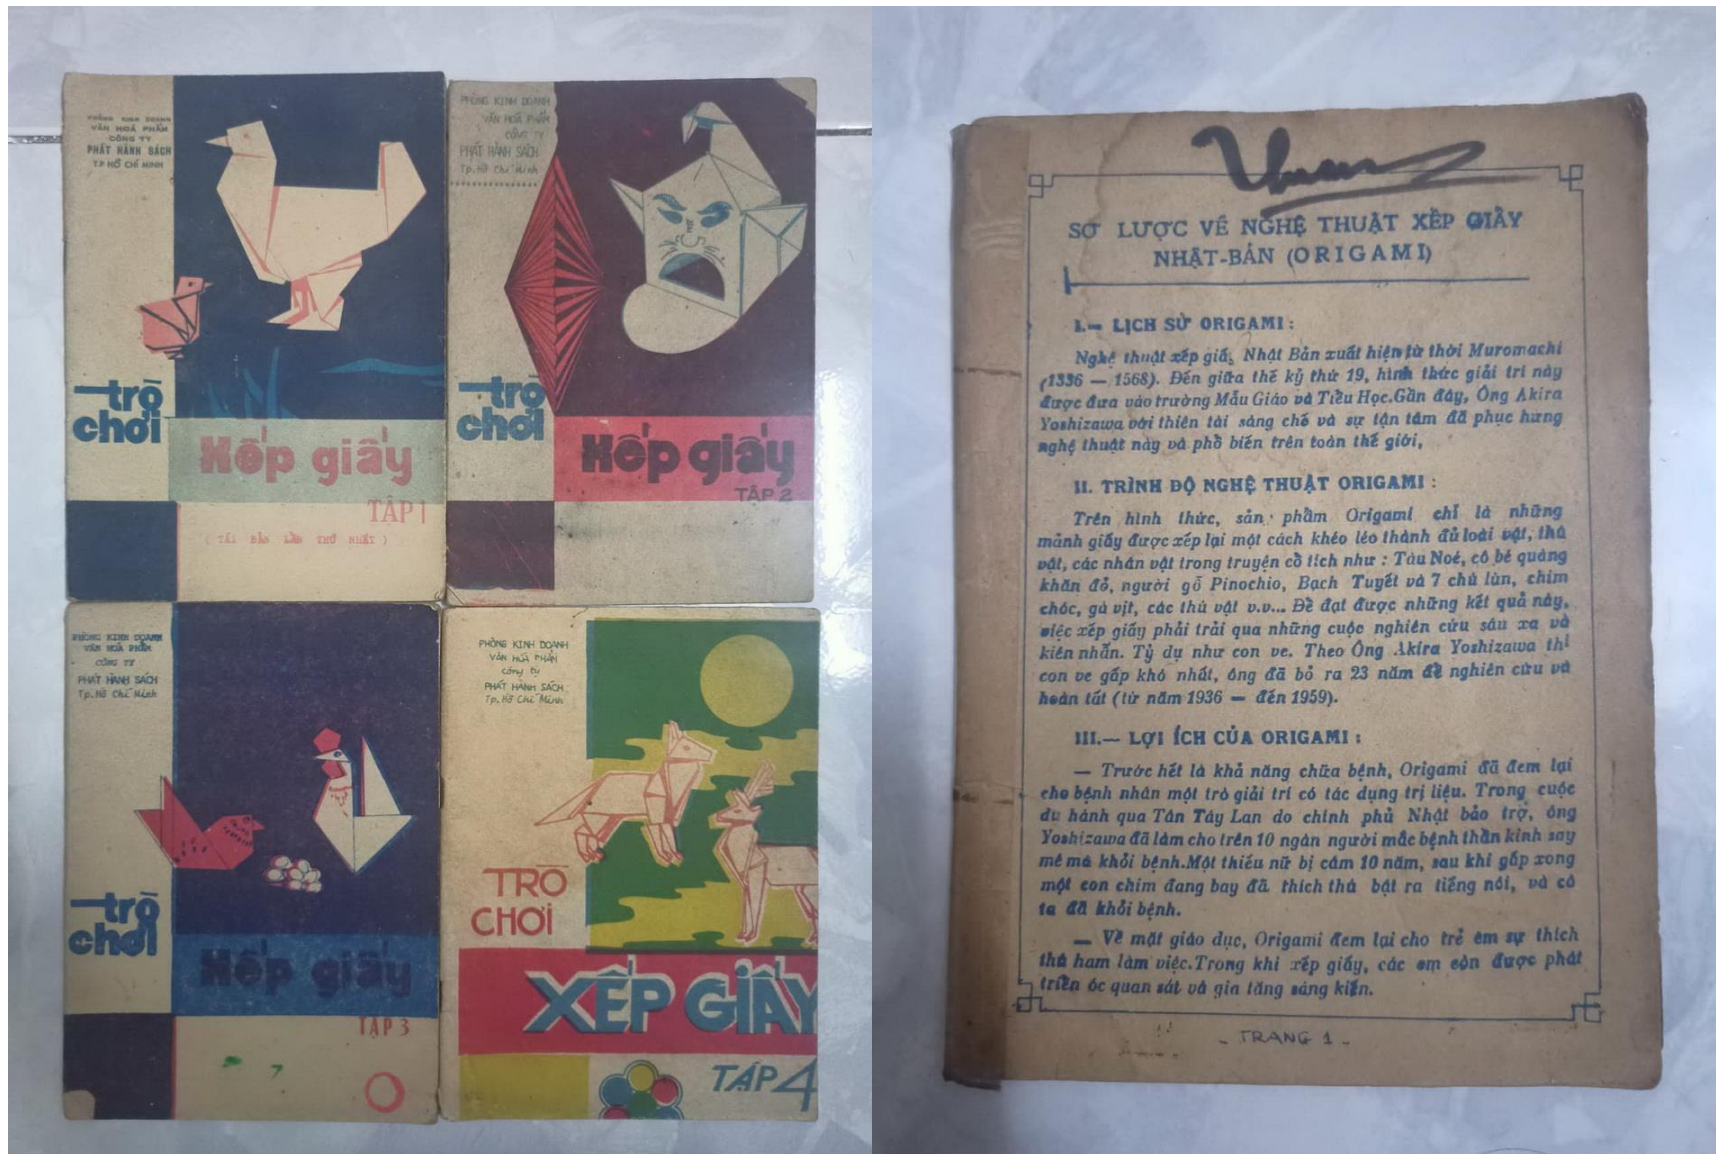 PHÒNG KINH DOANH
VĂN HOÁ PHẨM
CÔNG TY
PHÁT HÀNH SÁCH
T.P HỒ CHÍ MINH
trò
chơi
Xếp giấy
TẬP 1
( TÁI BẢN LẦN THỨ NHẤT )
PHÒNG KINH DOANH
VĂN HOÁ PHẨM
CÔNG TY
PHÁT HÀNH SÁCH
Tp. Hồ Chí Minh
trò
chơi
Xếp giấy
TẬP 2
PHÒNG KINH DOANH
VĂN HOÁ PHẨM
CÔNG TY
PHÁT HÀNH SÁCH
Tp. Hồ Chí Minh
trò
chơi
Xếp giấy
TẬP 3
PHÒNG KINH DOANH
VĂN HOÁ PHẨM
công ty
PHÁT HÀNH SÁCH
Tp. Hồ Chí Minh
TRÒ
CHƠI
XẾP GIẤY
TẬP 4
SƠ LƯỢC VỀ NGHỆ THUẬT XẾP GIẤY
NHẬT-BẢN (ORIGAMI)
I.— LỊCH SỬ ORIGAMI :
Nghệ thuật xếp giấy Nhật Bản xuất hiện từ thời Muromachi
(1336 — 1568). Đến giữa thế kỷ thứ 19, hình thức giải trí này
được đưa vào trường Mẫu Giáo và Tiểu Học.Gần đây, Ông Akira
Yoshizawa với thiên tài sáng chế và sự tận tâm đã phục hưng
nghệ thuật này và phổ biến trên toàn thế giới,
II. TRÌNH ĐỘ NGHỆ THUẬT ORIGAMI :
Trên hình thức, sản phẩm Origami chỉ là những
mảnh giấy được xếp lại một cách khéo léo thành đủ loài vật, thú
vật, các nhân vật trong truyện cổ tích như : Tàu Noé, cô bé quàng
khăn đỏ, người gỗ Pinochio, Bạch Tuyết và 7 chú lùn, chim
chóc, gà vịt, các thú vật v.v... Để đạt được những kết quả này,
việc xếp giấy phải trải qua những cuộc nghiên cứu sâu xa và
kiên nhẫn. Tỷ dụ như con ve. Theo Ông Akira Yoshizawa thì
con ve gấp khó nhất, ông đã bỏ ra 23 năm để nghiên cứu và
hoàn tất (từ năm 1936 — đến 1959).
III.— LỢI ÍCH CỦA ORIGAMI :
— Trước hết là khả năng chữa bệnh, Origami đã đem lại
cho bệnh nhân một trò giải trí có tác dụng trị liệu. Trong cuộc
du hành qua Tân Tây Lan do chính phủ Nhật bảo trợ, ông
Yoshizawa đã làm cho trên 10 ngàn người mắc bệnh thần kinh say
mê mà khỏi bệnh.Một thiếu nữ bị câm 10 năm, sau khi gấp xong
một con chim đang bay đã thích thú bật ra tiếng nói, và cô
ta đã khỏi bệnh.
— Về mặt giáo dục, Origami đem lại cho trẻ em sự thích
thú ham làm việc.Trong khi xếp giấy, các em còn được phát
triển óc quan sát và gia tăng sáng kiến.
- TRANG 1 -